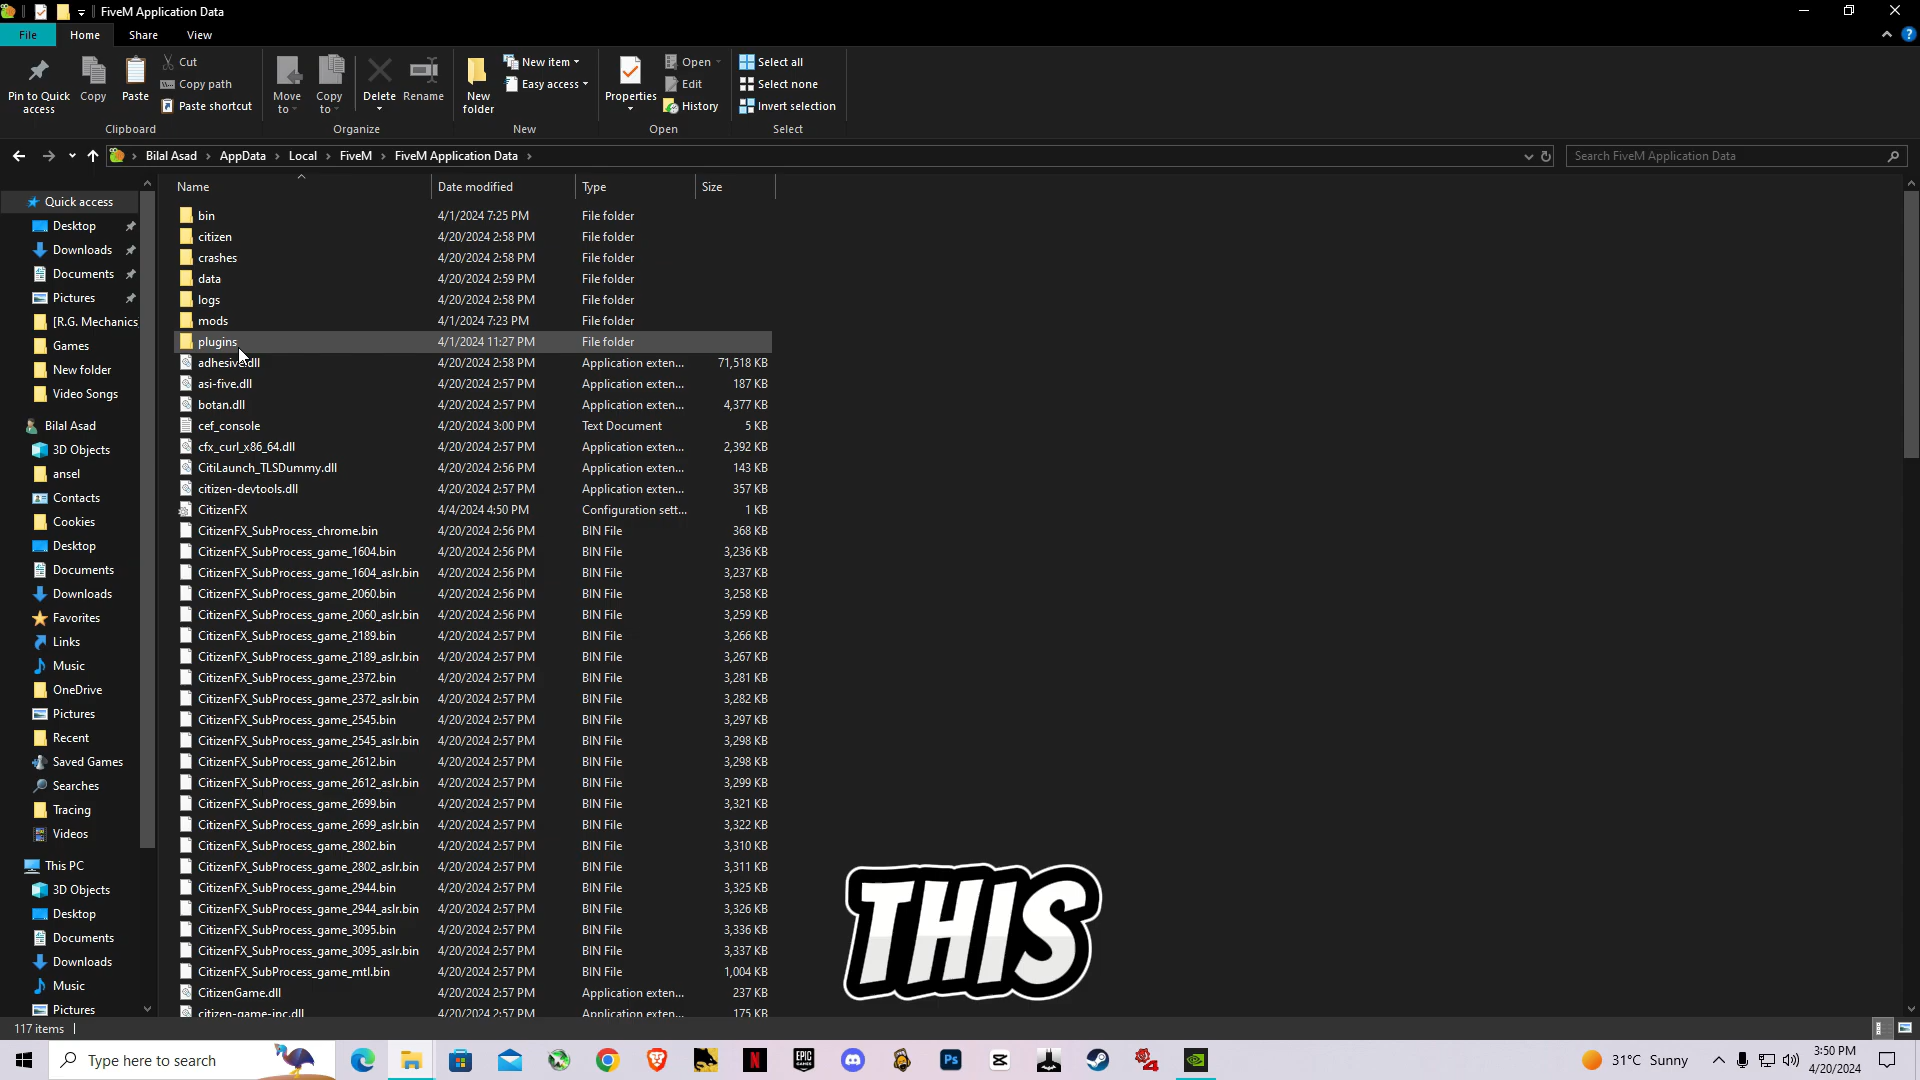 FiveM Application Data
File Home Share View
Pin to Quick access
Copy
Paste
Cut
Copy path
Paste shortcut
Clipboard
Move to
Copy to
Delete
Rename
Organize
New folder
New item
Easy access
New
Properties
Open
Edit
History
Open
Select all
Select none
Invert selection
Select
Bilal Asad AppData Local FiveM FiveM Application Data
Search FiveM Application Data
Quick access
Desktop
Downloads
Documents
Pictures
[R.G. Mechanics
Games
New folder
Video Songs
Bilal Asad
3D Objects
ansel
Contacts
Cookies
Desktop
Documents
Downloads
Favorites
Links
Music
OneDrive
Pictures
Recent
Saved Games
Searches
Tracing
Videos
This PC
3D Objects
Desktop
Documents
Downloads
Music
Pictures
Name Date modified Type Size
bin 4/1/2024 7:25 PM File folder
citizen 4/20/2024 2:58 PM File folder
crashes 4/20/2024 2:58 PM File folder
data 4/20/2024 2:59 PM File folder
logs 4/20/2024 2:58 PM File folder
mods 4/1/2024 7:23 PM File folder
plugins 4/1/2024 11:27 PM File folder
adhesive.dll 4/20/2024 2:58 PM Application exten... 71,518 KB
asi-five.dll 4/20/2024 2:57 PM Application exten... 187 KB
botan.dll 4/20/2024 2:57 PM Application exten... 4,377 KB
cef_console 4/20/2024 3:00 PM Text Document 5 KB
cfx_curl_x86_64.dll 4/20/2024 2:57 PM Application exten... 2,392 KB
CitiLaunch_TLSDummy.dll 4/20/2024 2:56 PM Application exten... 143 KB
citizen-devtools.dll 4/20/2024 2:57 PM Application exten... 357 KB
CitizenFX 4/4/2024 4:50 PM Configuration sett... 1 KB
CitizenFX_SubProcess_chrome.bin 4/20/2024 2:56 PM BIN File 368 KB
CitizenFX_SubProcess_game_1604.bin 4/20/2024 2:56 PM BIN File 3,236 KB
CitizenFX_SubProcess_game_1604_aslr.bin 4/20/2024 2:56 PM BIN File 3,237 KB
CitizenFX_SubProcess_game_2060.bin 4/20/2024 2:56 PM BIN File 3,258 KB
CitizenFX_SubProcess_game_2060_aslr.bin 4/20/2024 2:56 PM BIN File 3,259 KB
CitizenFX_SubProcess_game_2189.bin 4/20/2024 2:57 PM BIN File 3,266 KB
CitizenFX_SubProcess_game_2189_aslr.bin 4/20/2024 2:57 PM BIN File 3,267 KB
CitizenFX_SubProcess_game_2372.bin 4/20/2024 2:57 PM BIN File 3,281 KB
CitizenFX_SubProcess_game_2372_aslr.bin 4/20/2024 2:57 PM BIN File 3,282 KB
CitizenFX_SubProcess_game_2545.bin 4/20/2024 2:57 PM BIN File 3,297 KB
CitizenFX_SubProcess_game_2545_aslr.bin 4/20/2024 2:57 PM BIN File 3,298 KB
CitizenFX_SubProcess_game_2612.bin 4/20/2024 2:57 PM BIN File 3,298 KB
CitizenFX_SubProcess_game_2612_aslr.bin 4/20/2024 2:57 PM BIN File 3,299 KB
CitizenFX_SubProcess_game_2699.bin 4/20/2024 2:57 PM BIN File 3,321 KB
CitizenFX_SubProcess_game_2699_aslr.bin 4/20/2024 2:57 PM BIN File 3,322 KB
CitizenFX_SubProcess_game_2802.bin 4/20/2024 2:57 PM BIN File 3,310 KB
CitizenFX_SubProcess_game_2802_aslr.bin 4/20/2024 2:57 PM BIN File 3,311 KB
CitizenFX_SubProcess_game_2944.bin 4/20/2024 2:57 PM BIN File 3,325 KB
CitizenFX_SubProcess_game_2944_aslr.bin 4/20/2024 2:57 PM BIN File 3,326 KB
CitizenFX_SubProcess_game_3095.bin 4/20/2024 2:57 PM BIN File 3,336 KB
CitizenFX_SubProcess_game_3095_aslr.bin 4/20/2024 2:57 PM BIN File 3,337 KB
CitizenFX_SubProcess_game_mtl.bin 4/20/2024 2:57 PM BIN File 1,004 KB
CitizenGame.dll 4/20/2024 2:57 PM Application exten... 237 KB
citizen-game-ipc.dll 4/20/2024 2:57 PM Application exten... 175 KB
THIS
117 items
Type here to search
31°C Sunny
3:50 PM
4/20/2024